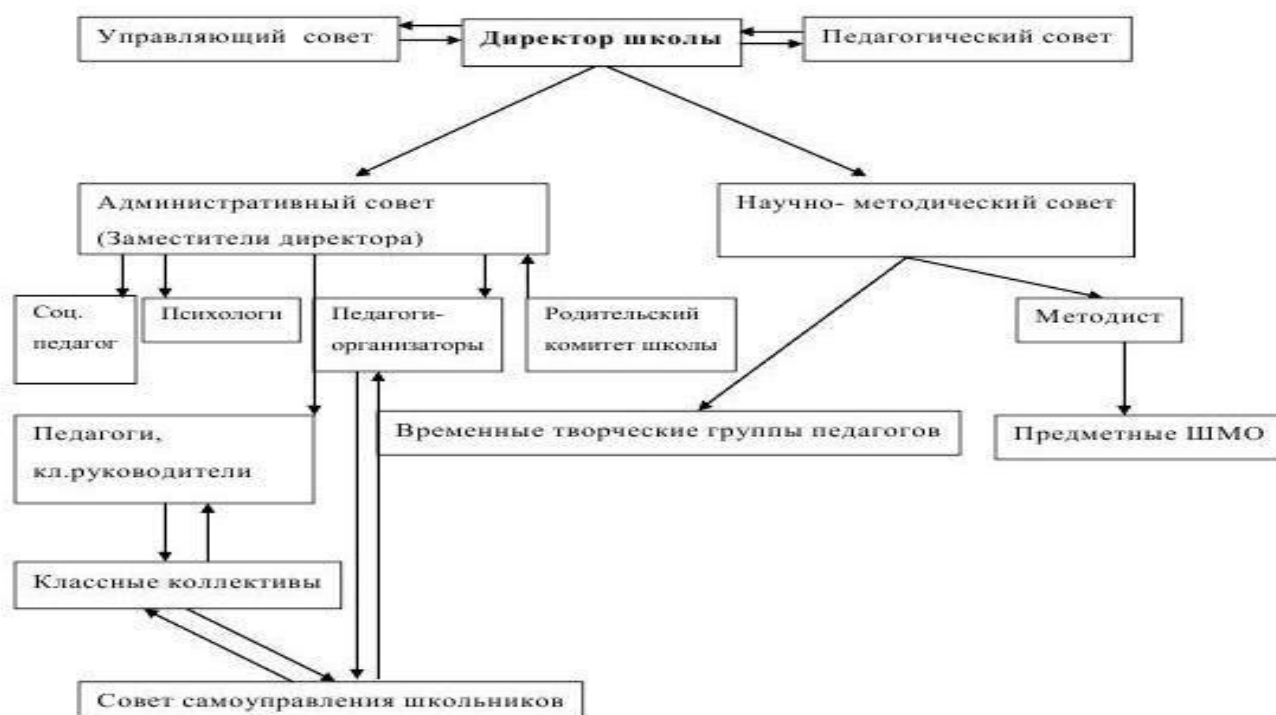 Управляющий совет
Директор школы
Педагогический совет
Административный совет
(Заместители директора)
Научно- методический совет
Соц.
педагог
Психологи
Педагоги-
организаторы
Родительский
комитет школы
Методист
Педагоги,
кл.руководители
Временные творческие группы педагогов
Предметные ШМО
Классные коллективы
Совет самоуправления школьников